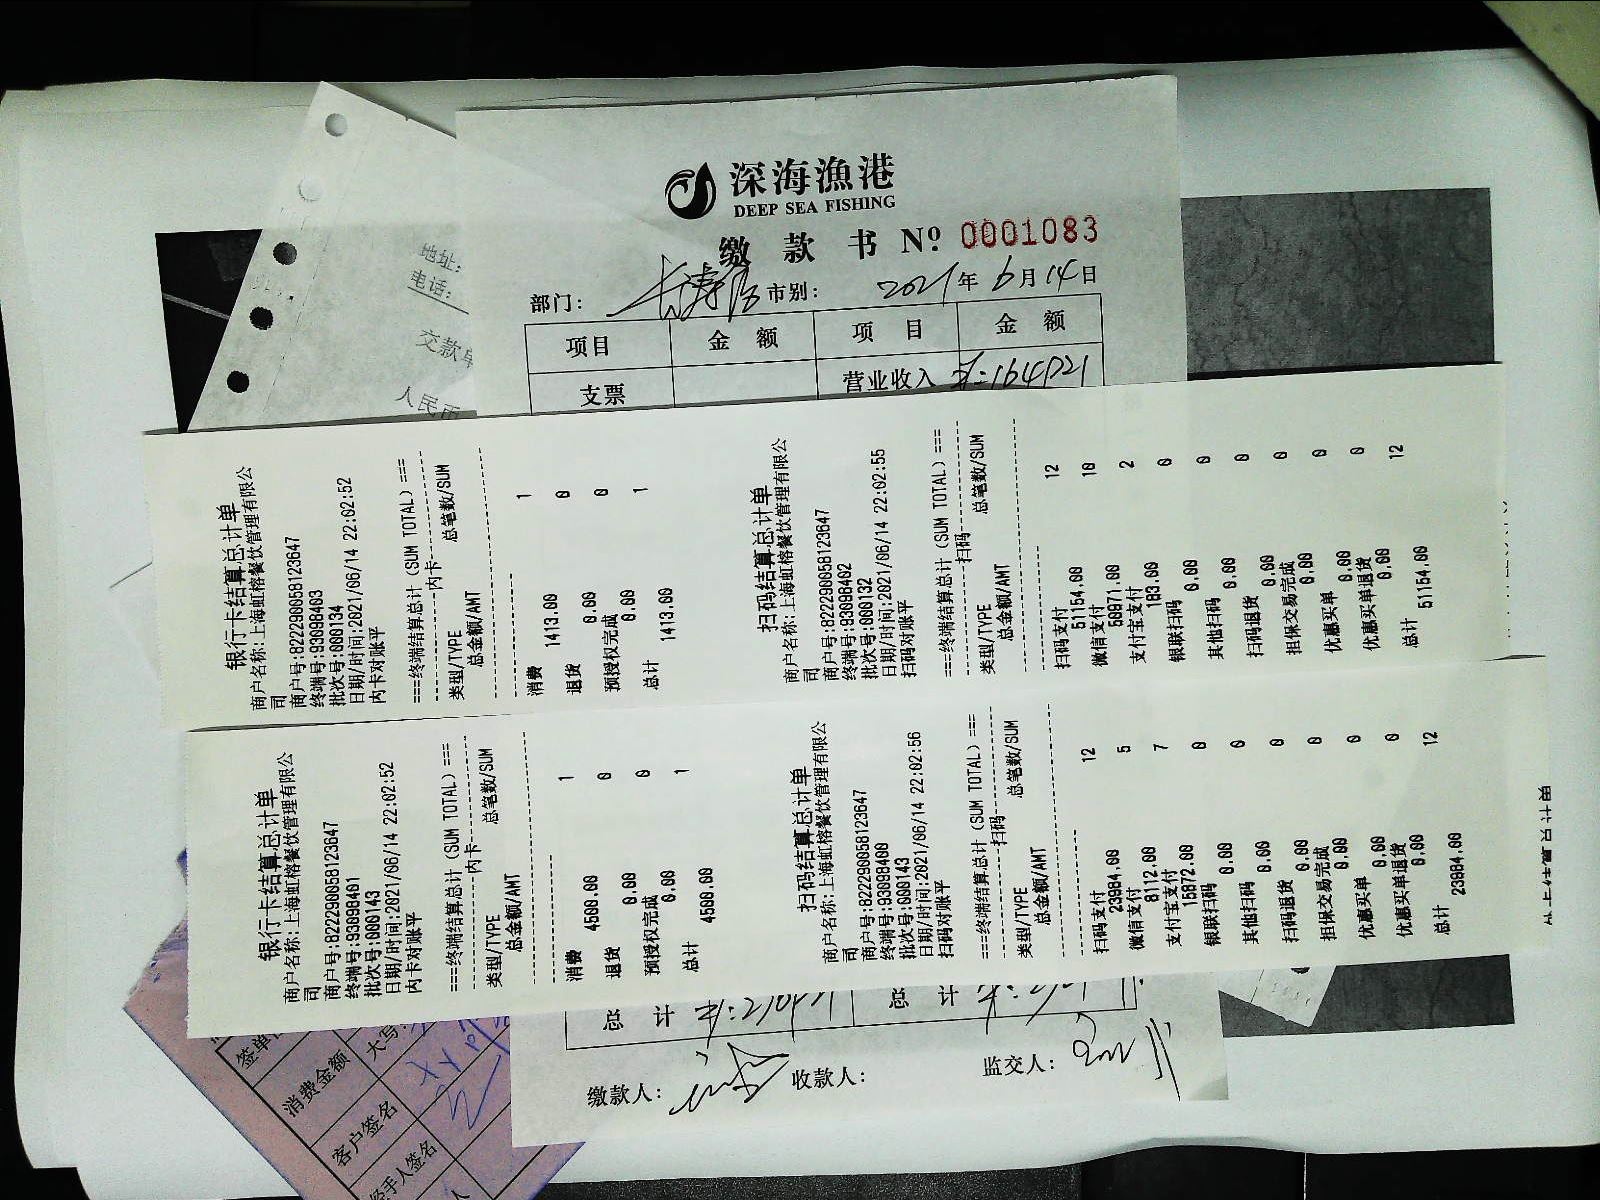 深海漁港
DEEP SEA FISHING
缴款书 Nº 0001083
部门: 市别: 2021年6月14日
项目 金额 项目 金额
支票 营业收入
地址:
电话:
交款单
人民币
银行卡结算总计单
商户名称:上海虹榕餐饮管理有限公
司
商户号:822290058123647
终端号:93098403
批次号:000134
日期/时间:2021/06/14 22:02:52
内卡对账平
===终端结算总计(SUM TOTAL)===
内卡
类型/TYPE 总笔数/SUM
总金额/AMT
消费 1
1413.00
退货 0
0.00
预授权完成 0
0.00
总计 1
1413.00
扫码结算总计单
商户名称:上海虹榕餐饮管理有限公
司
商户号:822290058123647
终端号:93098402
批次号:000132
日期/时间:2021/06/14 22:02:55
扫码对账平
===终端结算总计(SUM TOTAL)===
扫码
类型/TYPE 总笔数/SUM
总金额/AMT
扫码支付 12
51154.00
微信支付 10
50971.00
支付宝支付 2
183.00
银联扫码 0
0.00
其他扫码 0
0.00
扫码退货 0
0.00
担保交易完成 0
0.00
优惠买单 0
0.00
优惠买单退货 0
0.00
总计 12
51154.00
银行卡结算总计单
商户名称:上海虹榕餐饮管理有限公
司
商户号:822290058123647
终端号:93098401
批次号:000143
日期/时间:2021/06/14 22:02:52
内卡对账平
===终端结算总计(SUM TOTAL)===
内卡
类型/TYPE 总笔数/SUM
总金额/AMT
消费 1
4500.00
退货 0
0.00
预授权完成 0
0.00
总计 1
4500.00
扫码结算总计单
商户名称:上海虹榕餐饮管理有限公
司
商户号:822290058123647
终端号:93098400
批次号:000143
日期/时间:2021/06/14 22:02:56
扫码对账平
===终端结算总计(SUM TOTAL)===
扫码
类型/TYPE 总笔数/SUM
总金额/AMT
扫码支付 12
23984.00
微信支付 5
8112.00
支付宝支付 7
15872.00
银联扫码 0
0.00
其他扫码 0
0.00
扫码退货 0
0.00
担保交易完成 0
0.00
优惠买单 0
0.00
优惠买单退货 0
0.00
总计 12
23984.00
总计 总计
缴款人: 收款人: 监交人:
签单
消费金额 大写:
客户签名
经手人签名